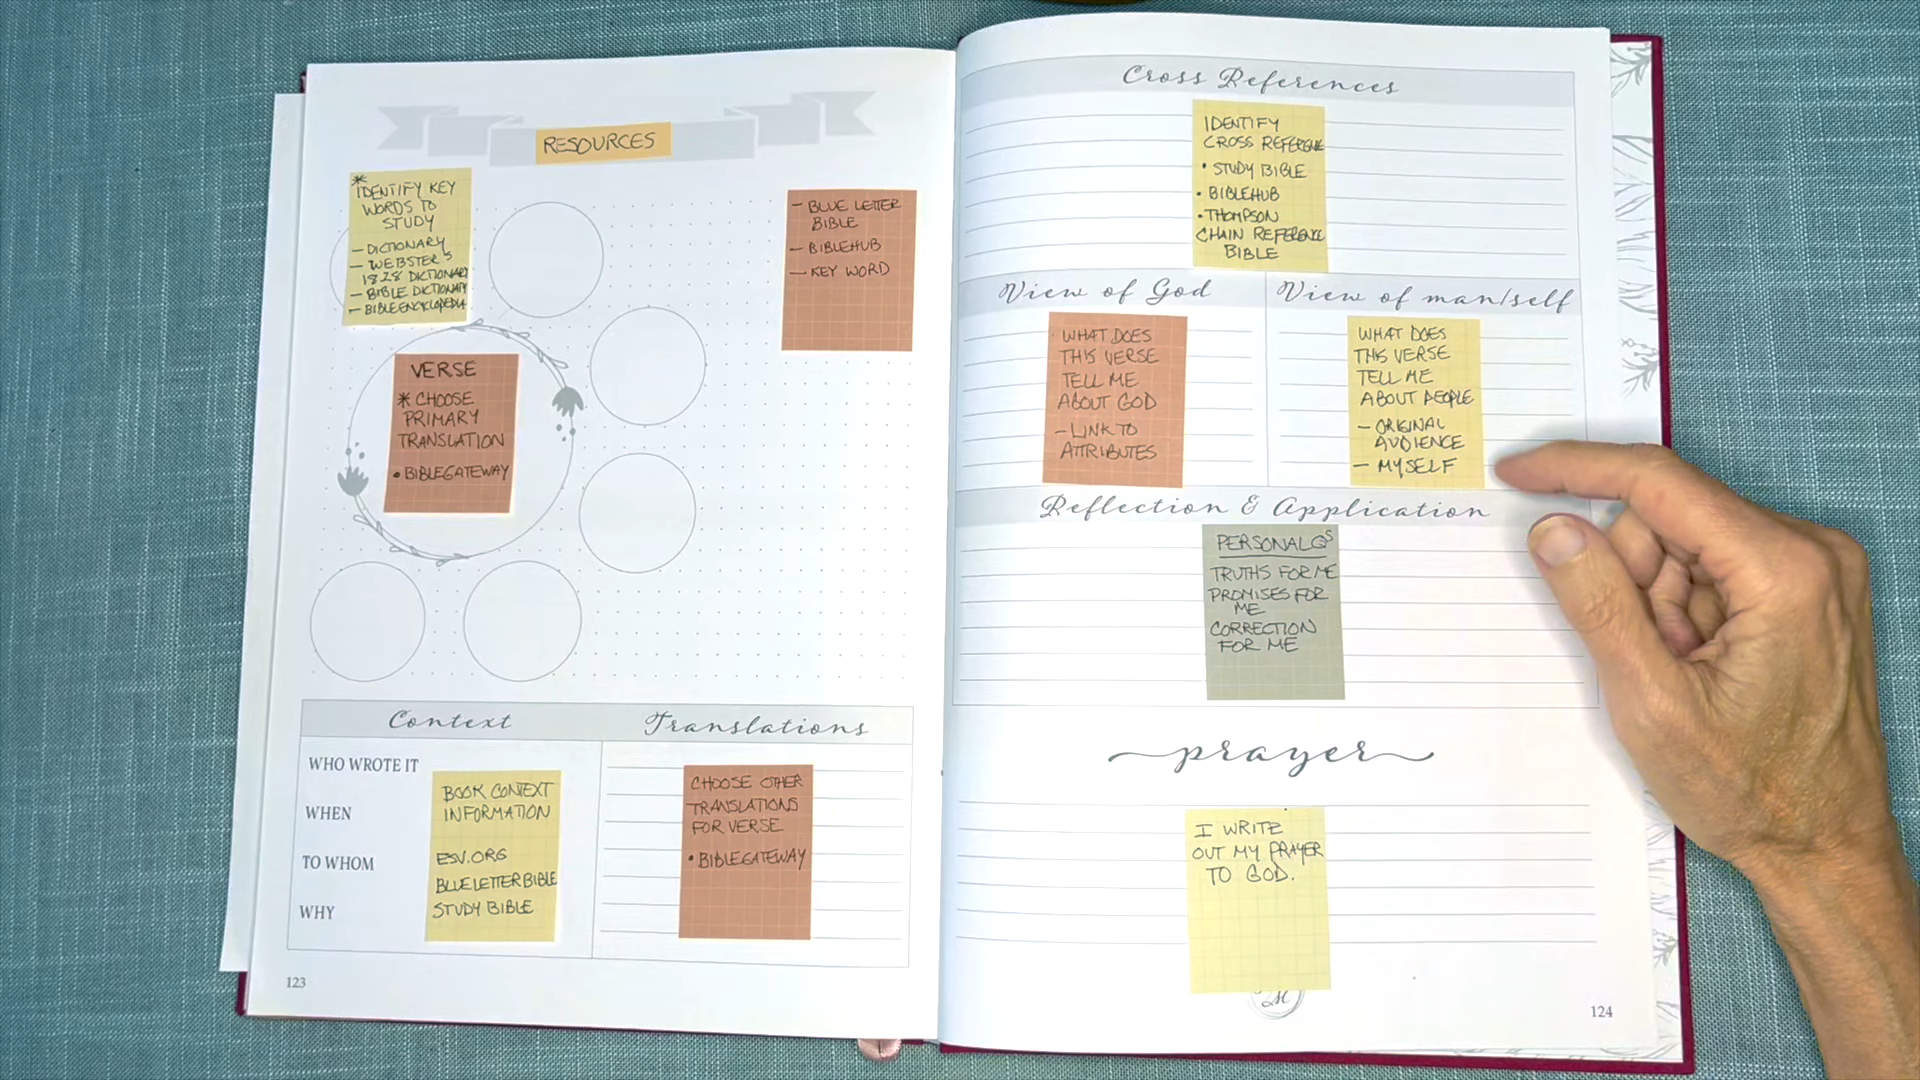 RESOURCES
*
IDENTIFY KEY
WORDS TO
STUDY
- DICTIONARY
- WEBSTER'S
1828 DICTIONARY
- BIBLE DICTIONARY
- BIBLE ENCYCLOPEDIA
- BLUE LETTER
BIBLE
- BIBLEHUB
- KEY WORD
VERSE
* CHOOSE
PRIMARY
TRANSLATION
• BIBLEGATEWAY
Context
WHO WROTE IT
WHEN
TO WHOM
WHY
BOOK CONTEXT
INFORMATION
ESV.ORG
BLUELETTERBIBLE
STUDY BIBLE
Translations
CHOOSE OTHER
TRANSLATIONS
FOR VERSE
• BIBLEGATEWAY
123
Cross References
IDENTIFY
CROSS REFERENCE
• STUDY BIBLE
• BIBLEHUB
• THOMPSON
CHAIN REFERENCE
BIBLE
View of God
WHAT DOES
THIS VERSE
TELL ME
ABOUT GOD
- LINK TO
ATTRIBUTES
View of man/self
WHAT DOES
THIS VERSE
TELL ME
ABOUT PEOPLE
- ORIGINAL
AUDIENCE
- MYSELF
Reflection & Application
PERSONAL QS
TRUTHS FOR ME
PROMISES FOR
ME
CORRECTION
FOR ME
prayer
I WRITE
OUT MY PRAYER
TO GOD.
124